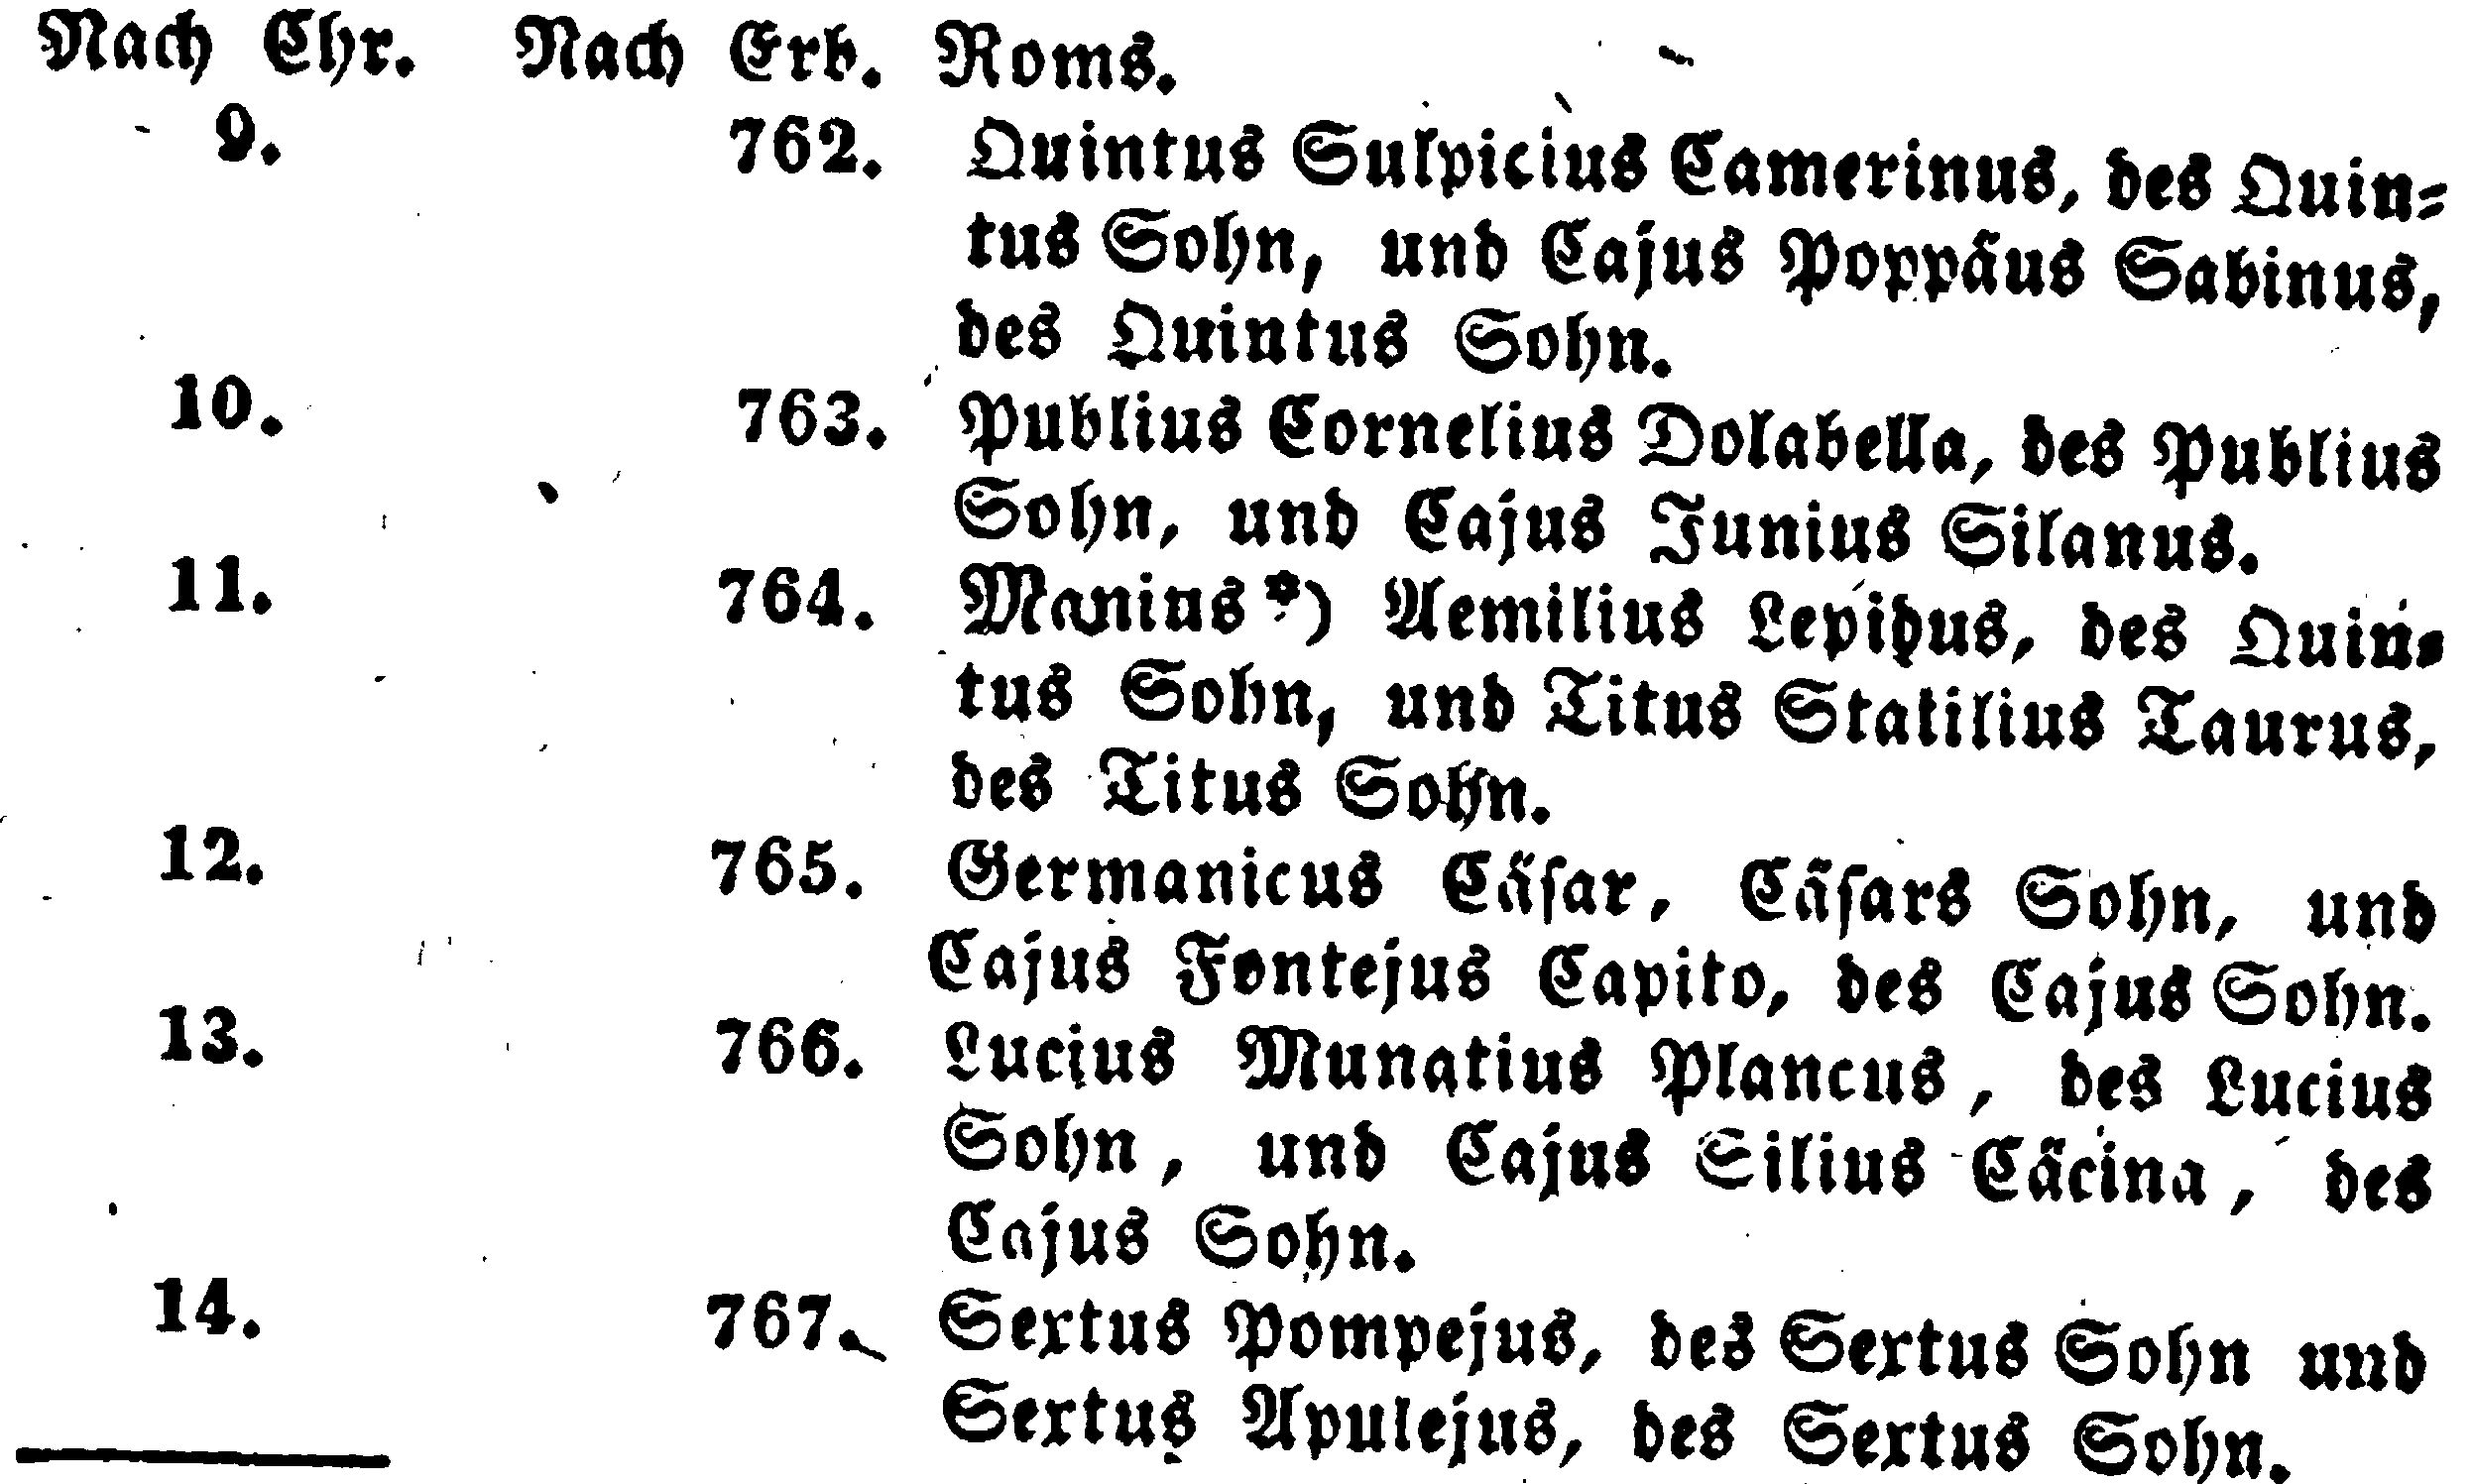 Nach Chr. Nach Erb. Roms.
9. 762. Quintus Sulpicius Camerinus, des Quin-
tus Sohn, und Cajus Poppäus Sabinus,
des Quintus Sohn.
10. 763. Publius Cornelius Dolabella, des Publius
Sohn, und Cajus Junius Silanus.
11. 764. Manius *) Aemilius Lepidus, des Quin-
tus Sohn, und Titus Statilius Taurus,
des Titus Sohn.
12. 765. Germanicus Cäsar, Cäsars Sohn, und
Cajus Fontejus Capito, des Cajus Sohn.
13. 766. Lucius Munatius Plancus, des Lucius
Sohn, und Cajus Silius Cäcina, des
Cajus Sohn.
14. 767. Sextus Pompejus, des Sextus Sohn und
Sextus Apulejus, des Sextus Sohn.